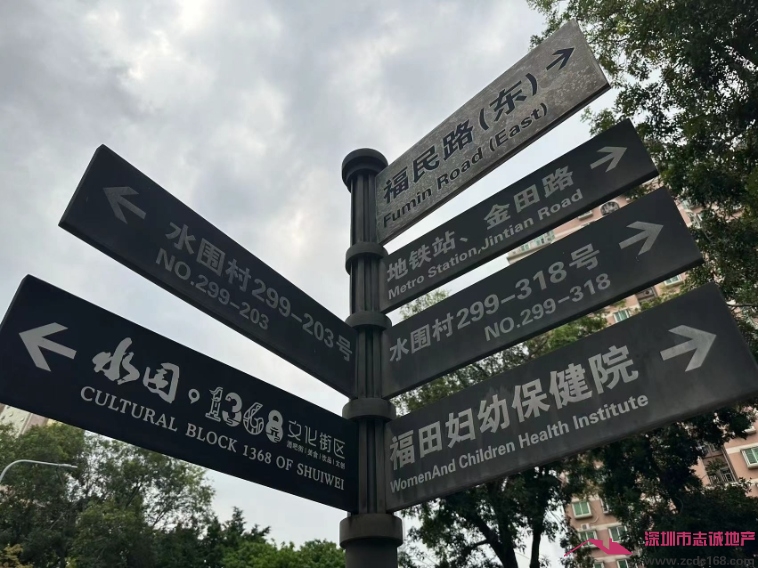 福民路(东)
Fumin Road (East)
地铁站、金田路
Metro Station,Jintian Road
水围村299-203号
NO.299-203
水围村299-318号
NO.299-318
水围·1368文化街区
CULTURAL BLOCK 1368 OF SHUIWEI
福田妇幼保健院
WomenAnd Children Health Institute
深圳市志诚地产
www.zcdc168.com